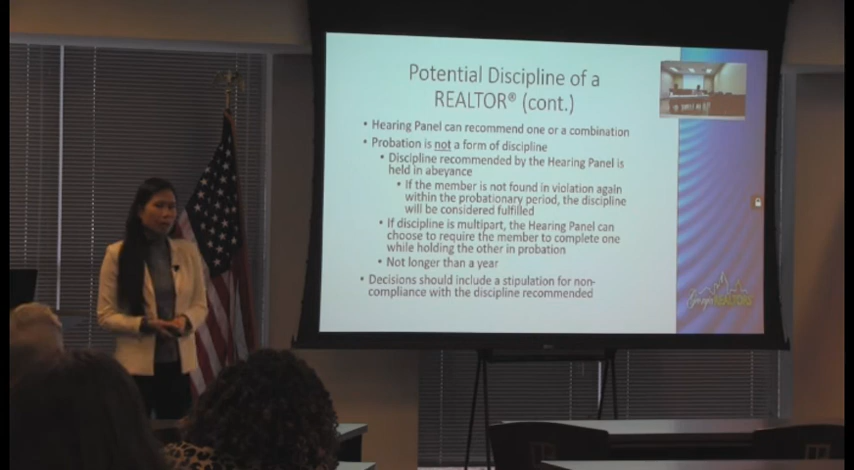 Potential Discipline of a
REALTOR® (cont.)
• Hearing Panel can recommend one or a combination
• Probation is not a form of discipline
• Discipline recommended by the Hearing Panel is
held in abeyance
• If the member is not found in violation again
within the probationary period, the discipline
will be considered fulfilled
• If discipline is multipart, the Hearing Panel can
choose to require the member to complete one
while holding the other in probation
• Not longer than a year
• Decisions should include a stipulation for non-
compliance with the discipline recommended
Georgia REALTORS